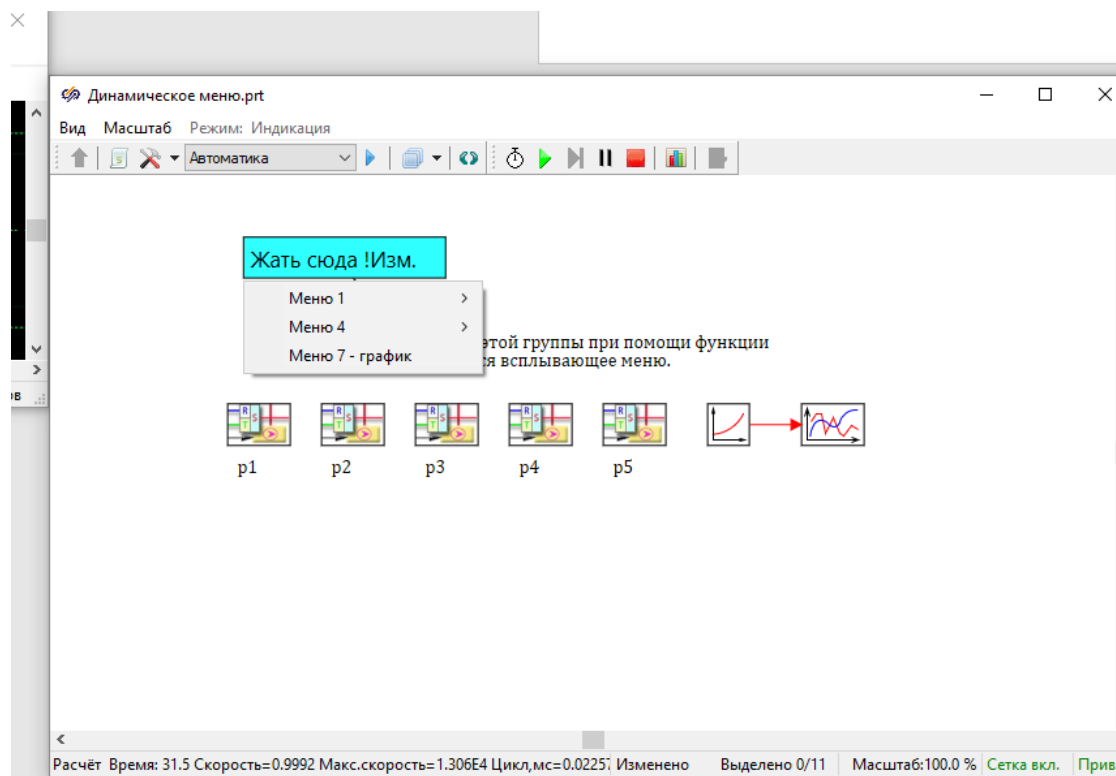 Динамическое меню.prt
Вид Масштаб Режим: Индикация
Автоматика
Жать сюда !Изм.
Меню 1
Меню 4
Меню 7 - график
этой группы при помощи функции
ся всплывающее меню.
p1 p2 p3 p4 p5
ов
Расчёт Время: 31.5 Скорость=0.9992 Макс.скорость=1.306E4 Цикл,мс=0.02257 Изменено Выделено 0/11 Масштаб:100.0 % Сетка вкл. Прив